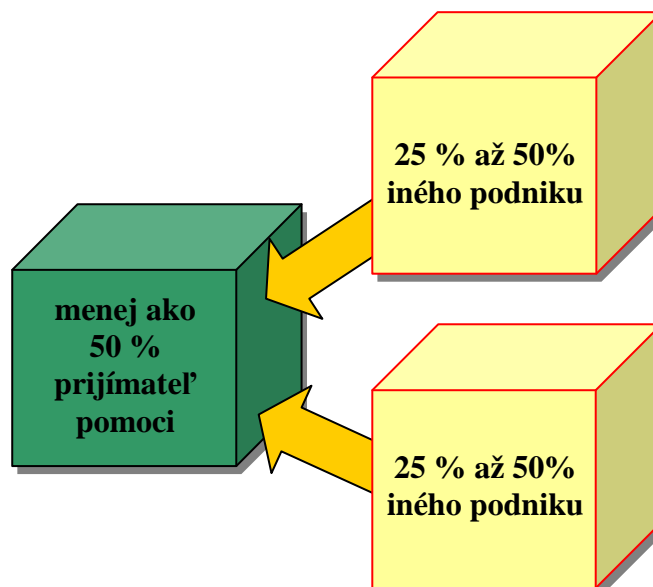 25 % až 50%
iného podniku
menej ako
50 %
prijímateľ
pomoci
25 % až 50%
iného podniku